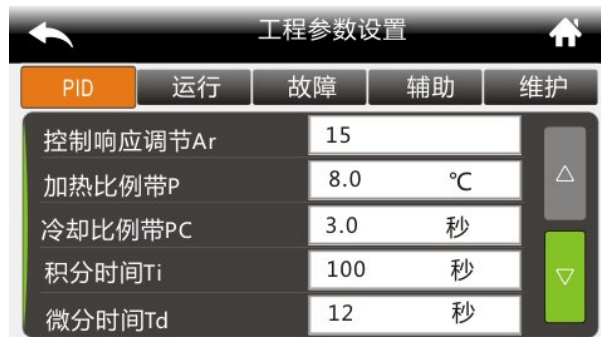 工程参数设置
PID 运行 故障 辅助 维护
控制响应调节Ar 15
加热比例带P 8.0 ℃
冷却比例带PC 3.0 秒
积分时间Ti 100 秒
微分时间Td 12 秒